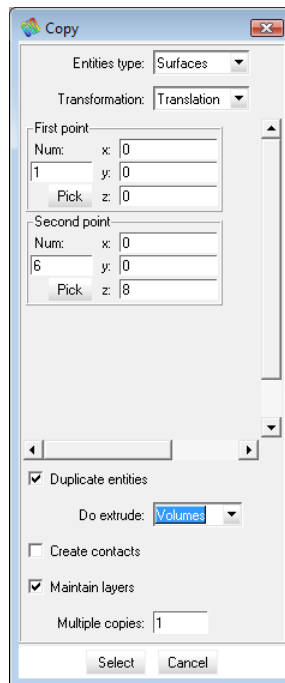 Copy
Entities type: Surfaces
Transformation: Translation
First point
Num: x: 0
1 y: 0
Pick z: 0
Second point
Num: x: 0
6 y: 0
Pick z: 8
Duplicate entities
Do extrude: Volumes
Create contacts
Maintain layers
Multiple copies: 1
Select Cancel